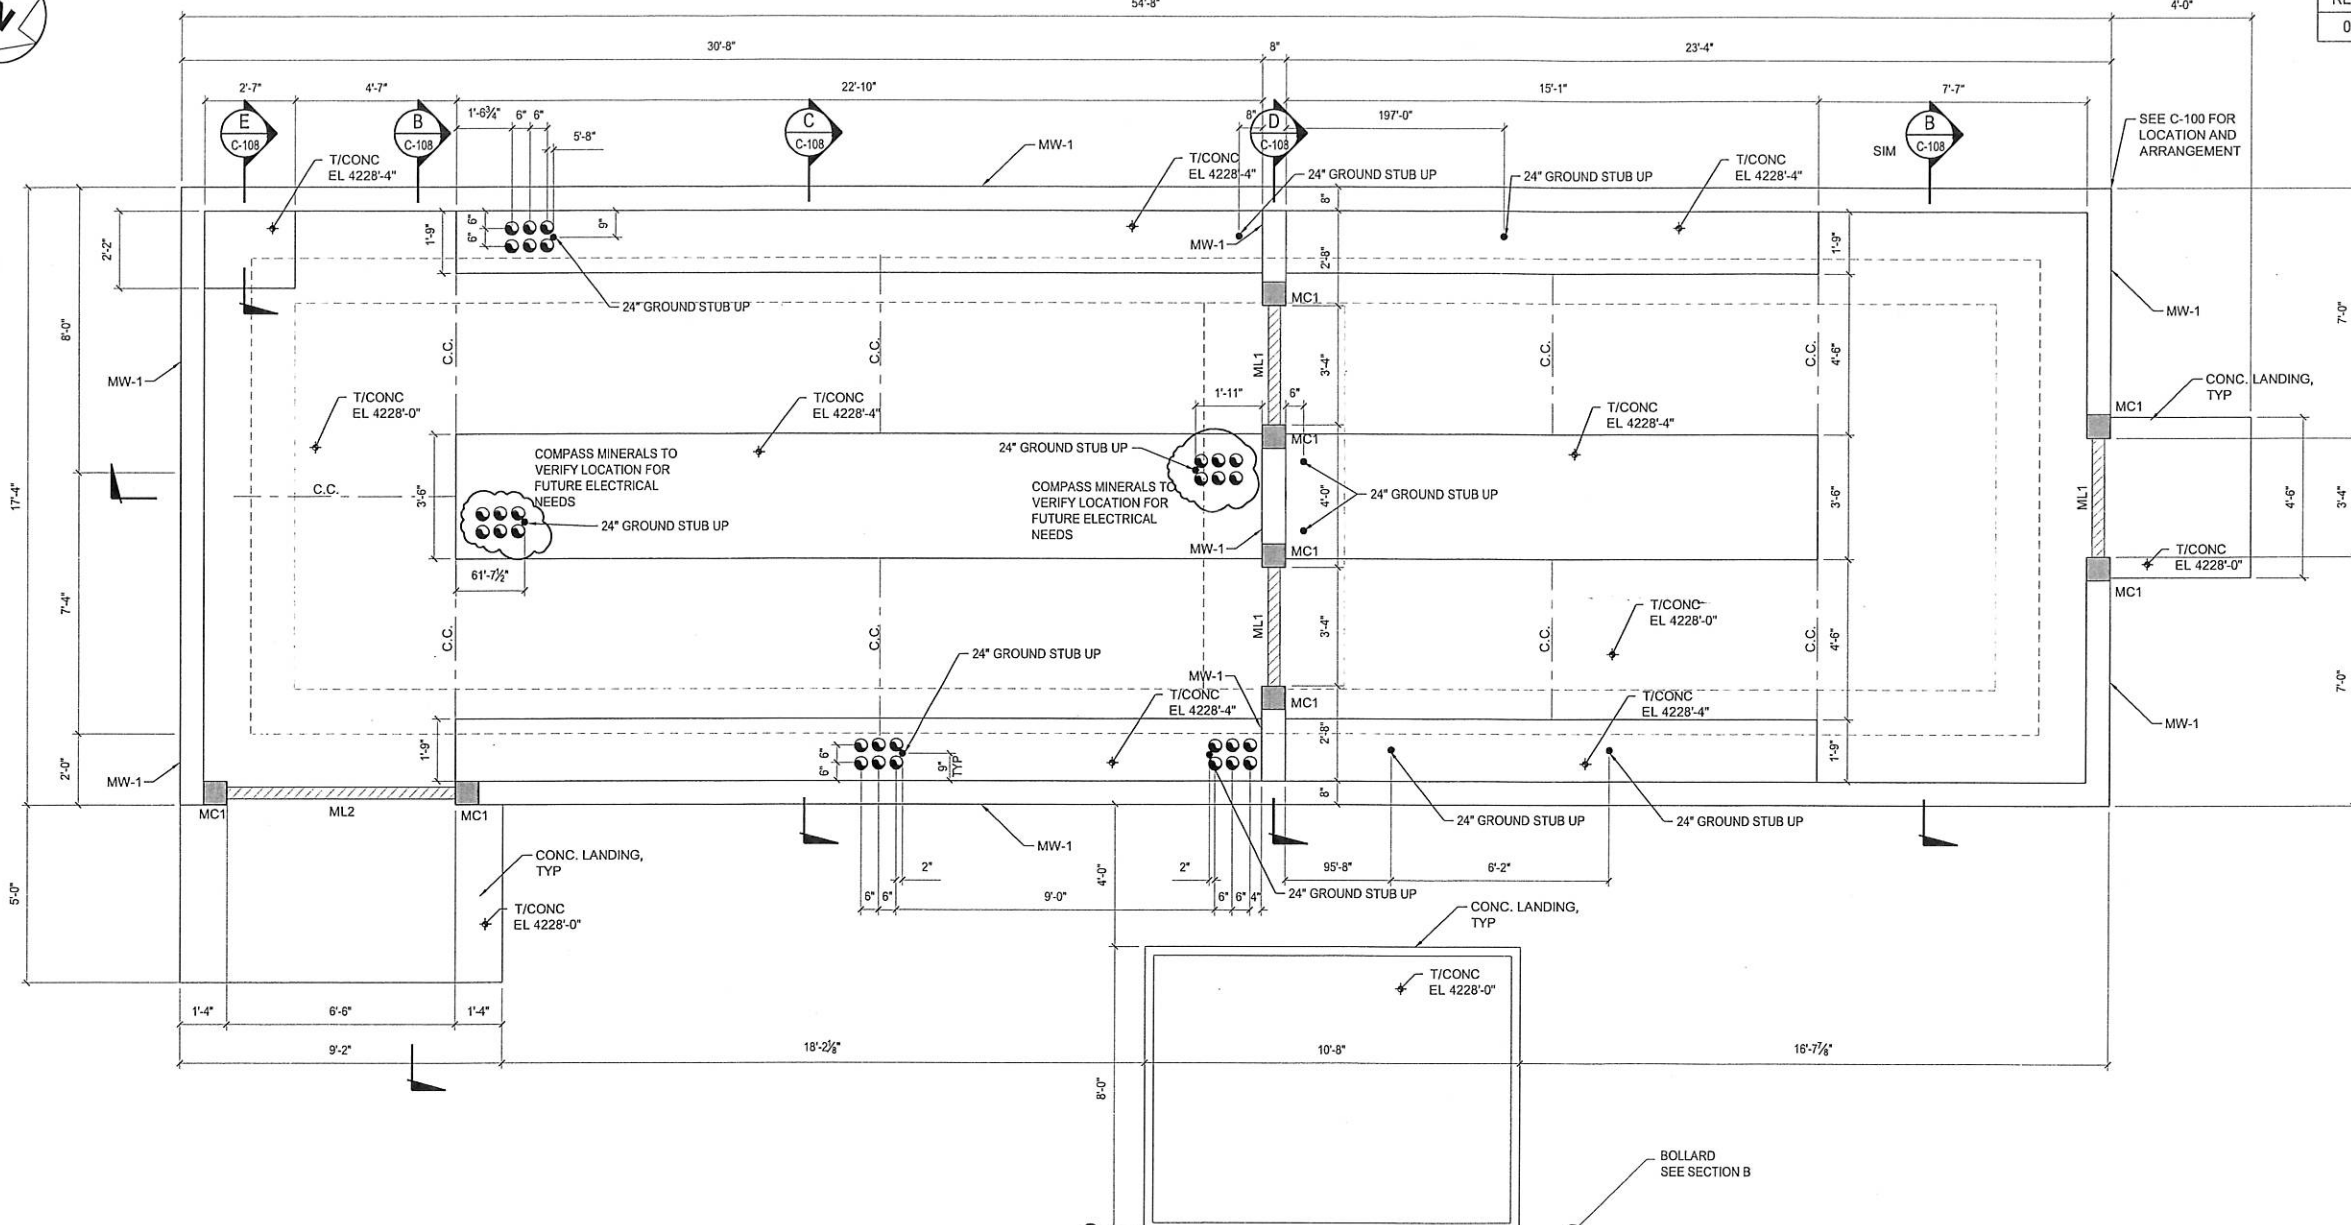 54'-8"
4'-0"
0
30'-8"
8"
23'-4"
2'-7"
4'-7"
22'-10"
15'-1"
7'-7"
E
C-108
B
C-108
C
C-108
D
C-108
SIM
B
C-108
1'-6¾"
6"
6"
5'-8"
8"
197'-0"
SEE C-100 FOR
LOCATION AND
ARRANGEMENT
T/CONC
EL 4228'-4"
MW-1
T/CONC
EL 4228'-4"
24" GROUND STUB UP
24" GROUND STUB UP
T/CONC
EL 4228'-4"
8"
2'-2"
1'-9"
6"
6"
9"
MW-1
2'-8"
1'-9"
24" GROUND STUB UP
MC1
MW-1
7'-0"
8'-0"
C.C.
C.C.
ML1
3'-4"
C.C.
C.C.
4'-6"
MW-1
T/CONC
EL 4228'-0"
T/CONC
EL 4228'-4"
1'-11"
6"
T/CONC
EL 4228'-4"
CONC. LANDING,
TYP
MC1
MC1
24" GROUND STUB UP
COMPASS MINERALS TO
VERIFY LOCATION FOR
FUTURE ELECTRICAL
NEEDS
COMPASS MINERALS TO
VERIFY LOCATION FOR
FUTURE ELECTRICAL
NEEDS
C.C.
3'-6"
24" GROUND STUB UP
4'-0"
24" GROUND STUB UP
3'-6"
ML1
4'-6"
3'-4"
17'-4"
MW-1
MC1
T/CONC
EL 4228'-0"
61'-7½"
MC1
7'-4"
C.C.
C.C.
ML1
3'-4"
C.C.
C.C.
4'-6"
T/CONC
EL 4228'-0"
24" GROUND STUB UP
MW-1
T/CONC
EL 4228'-4"
MC1
T/CONC
EL 4228'-4"
7'-0"
MW-1
2'-0"
MW-1
1'-9"
6"
6"
9"
TYP
2'-8"
1'-9"
8"
MC1
ML2
MC1
24" GROUND STUB UP
24" GROUND STUB UP
MW-1
CONC. LANDING,
TYP
T/CONC
EL 4228'-0"
5'-0"
2"
6"
6"
9'-0"
4'-0"
2"
6"
6"
4"
95'-8"
6'-2"
24" GROUND STUB UP
CONC. LANDING,
TYP
T/CONC
EL 4228'-0"
1'-4"
6'-6"
1'-4"
9'-2"
18'-2⅛"
10'-8"
16'-7⅞"
8'-0"
BOLLARD
SEE SECTION B